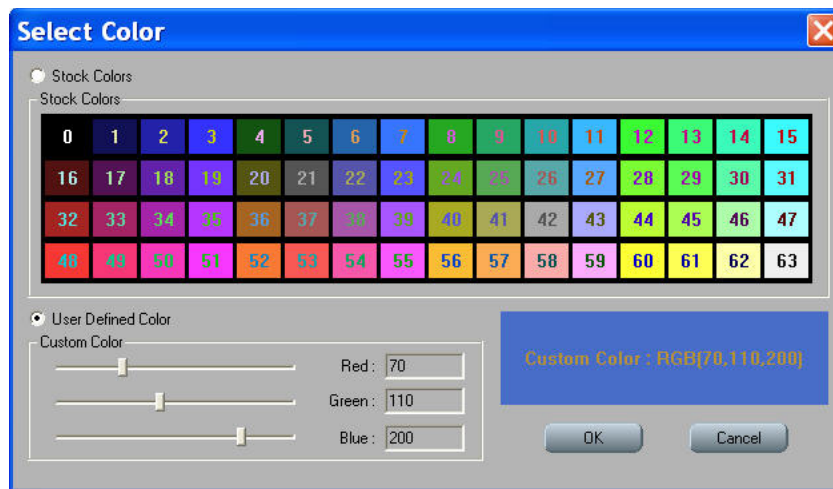 Select Color
Stock Colors
Stock Colors
0 1 2 3 4 5 6 7 8 9 10 11 12 13 14 15
16 17 18 19 20 21 22 23 24 25 26 27 28 29 30 31
32 33 34 35 36 37 38 39 40 41 42 43 44 45 46 47
48 49 50 51 52 53 54 55 56 57 58 59 60 61 62 63
User Defined Color
Custom Color
Red : 70
Green : 110
Blue : 200
Custom Color : RGB(70,110,200)
OK Cancel